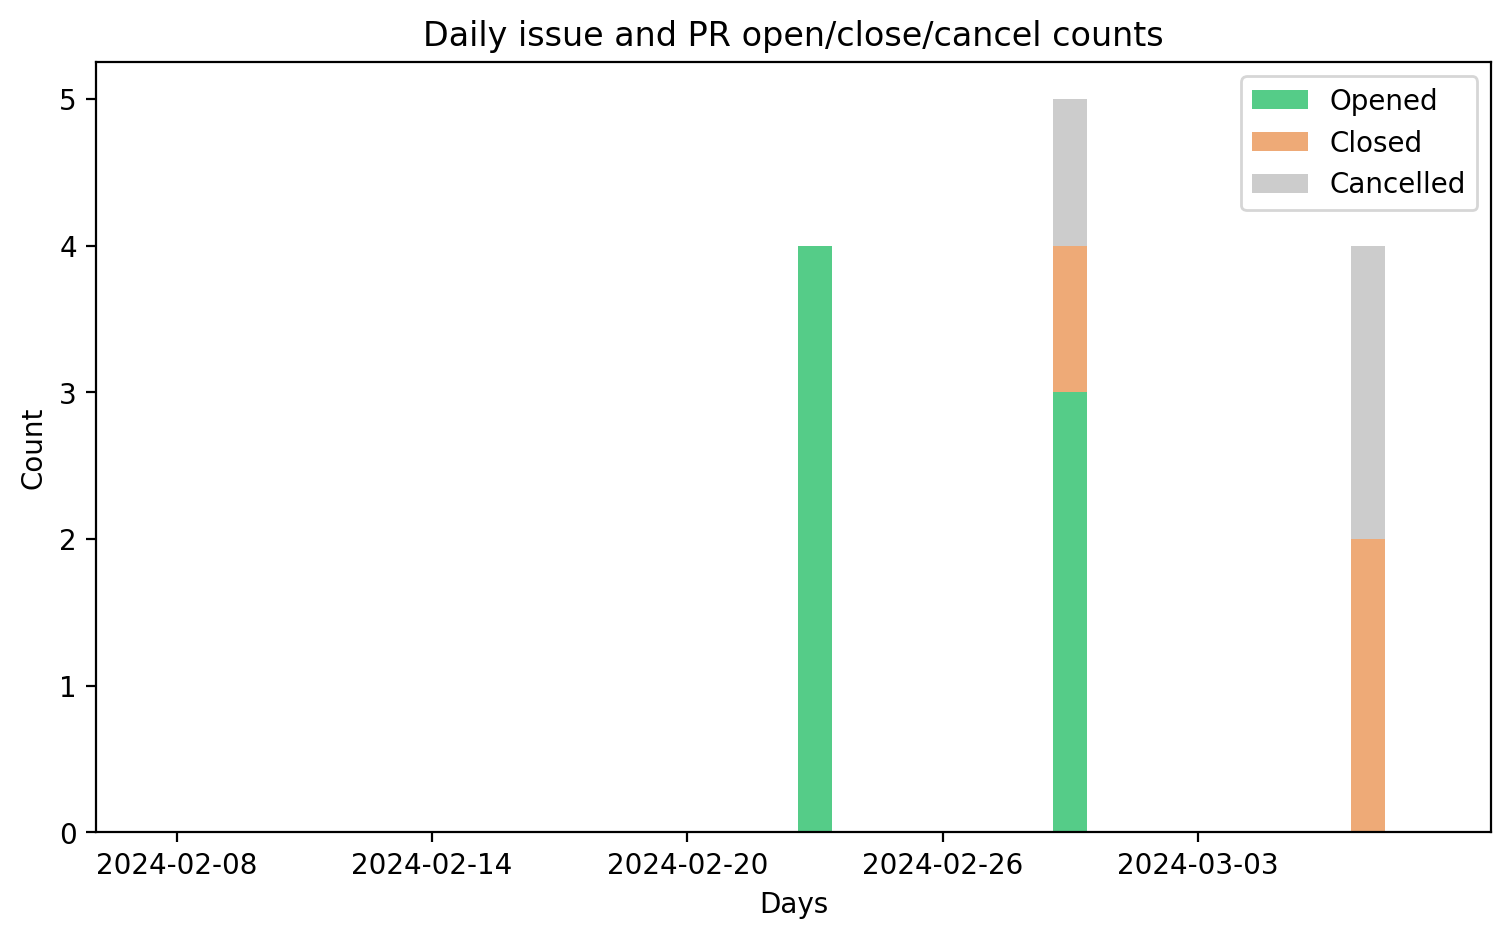 Daily issue and PR open/close/cancel counts
Opened
Closed
Cancelled
5
4
3
2
1
0
Count
2024-02-08
2024-02-14
2024-02-20
2024-02-26
2024-03-03
Days